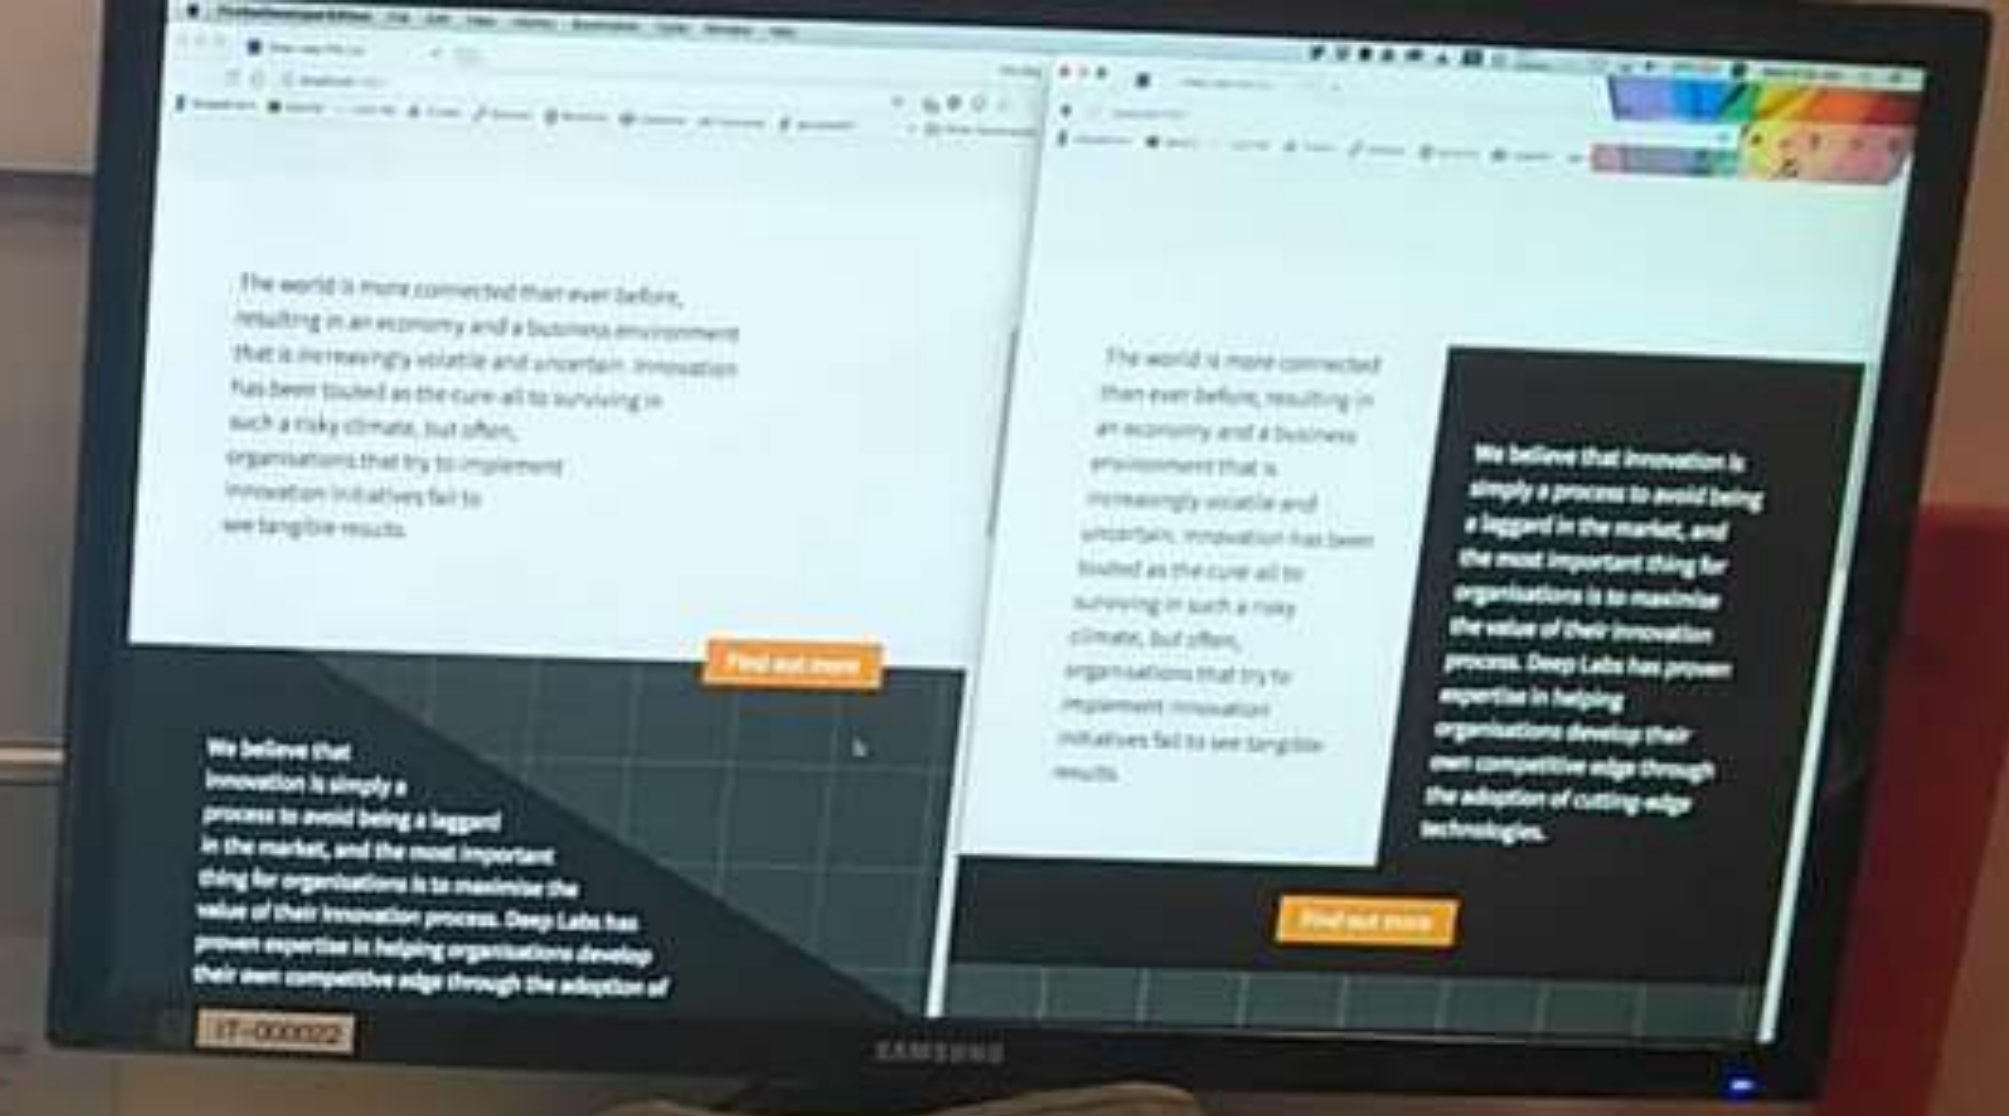 The world is more connected than ever before,
resulting in an economy and a business environment
that is increasingly volatile and uncertain. Innovation
has been touted as the cure-all to surviving in
such a risky climate, but often,
organisations that try to implement
innovation initiatives fail to
see tangible results.
Find out more
We believe that
innovation is simply a
process to avoid being a laggard
in the market, and the most important
thing for organisations is to maximise the
value of their innovation process. Deep Labs has
proven expertise in helping organisations develop
their own competitive edge through the adoption of
The world is more connected
than ever before, resulting in
an economy and a business
environment that is
increasingly volatile and
uncertain. Innovation has been
touted as the cure-all to
surviving in such a risky
climate, but often,
organisations that try to
implement innovation
initiatives fail to see tangible
results.
We believe that innovation is
simply a process to avoid being
a laggard in the market, and
the most important thing for
organisations is to maximise
the value of their innovation
process. Deep Labs has proven
expertise in helping
organisations develop their
own competitive edge through
the adoption of cutting-edge
technologies.
Find out more
IT-000022
SAMSUNG